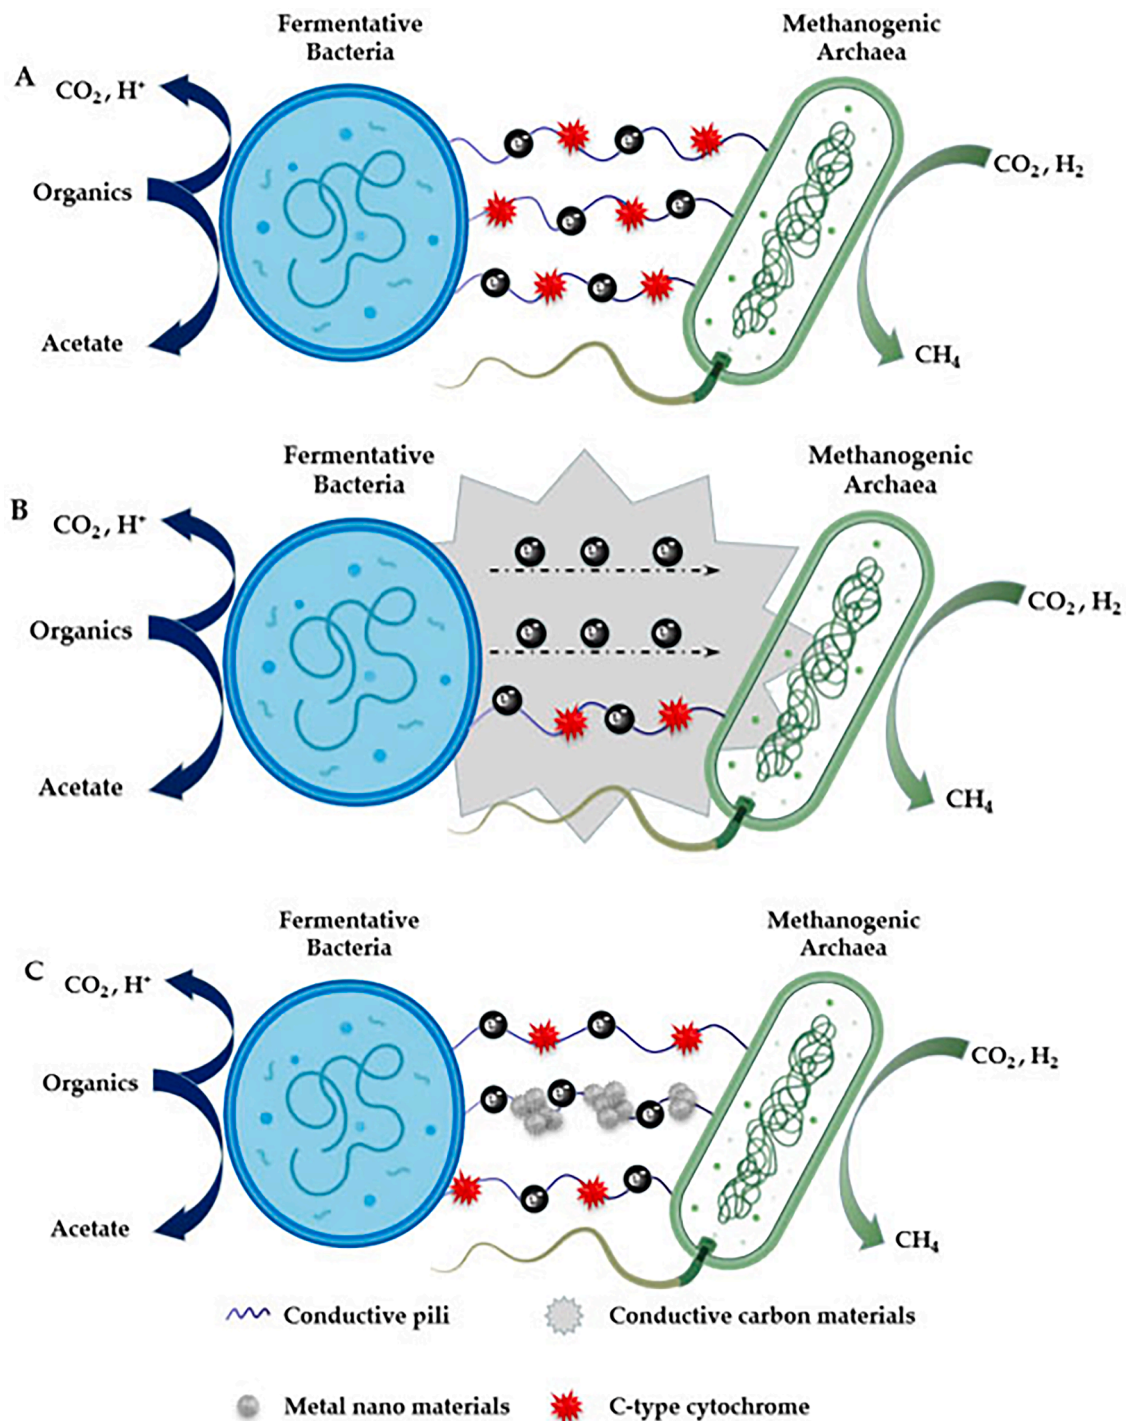 Fermentative
Bacteria
Methanogenic
Archaea
A
CO₂, H⁺
Organics
Acetate
e⁻ e⁻
e⁻ e⁻
e⁻ e⁻
CO₂, H₂
CH₄
Fermentative
Bacteria
Methanogenic
Archaea
B
CO₂, H⁺
Organics
Acetate
e⁻ e⁻ e⁻
e⁻ e⁻ e⁻
e⁻ e⁻
CO₂, H₂
CH₄
Fermentative
Bacteria
Methanogenic
Archaea
C
CO₂, H⁺
Organics
Acetate
e⁻ e⁻
e⁻ e⁻ e⁻
e⁻ e⁻
CO₂, H₂
CH₄
Conductive pili
Conductive carbon materials
Metal nano materials
C-type cytochrome